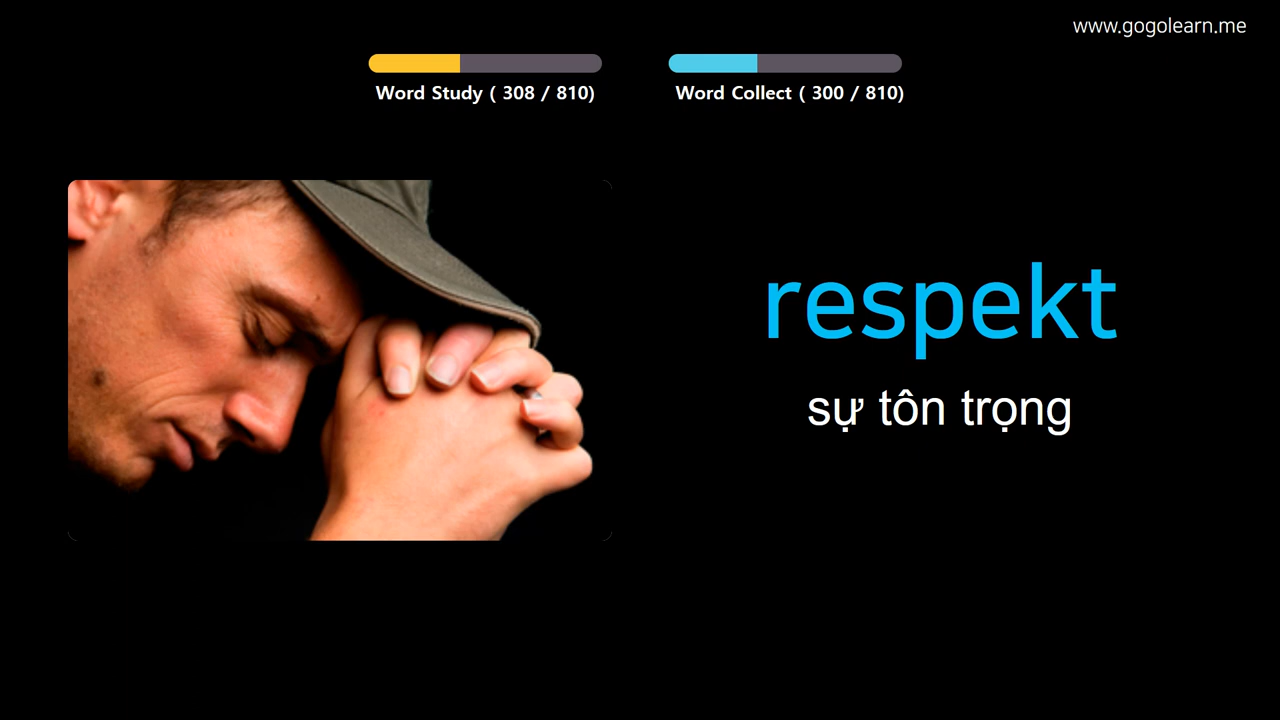 www.gogolearn.me
Word Study ( 308 / 810)
Word Collect ( 300 / 810)
respekt
sự tôn trọng